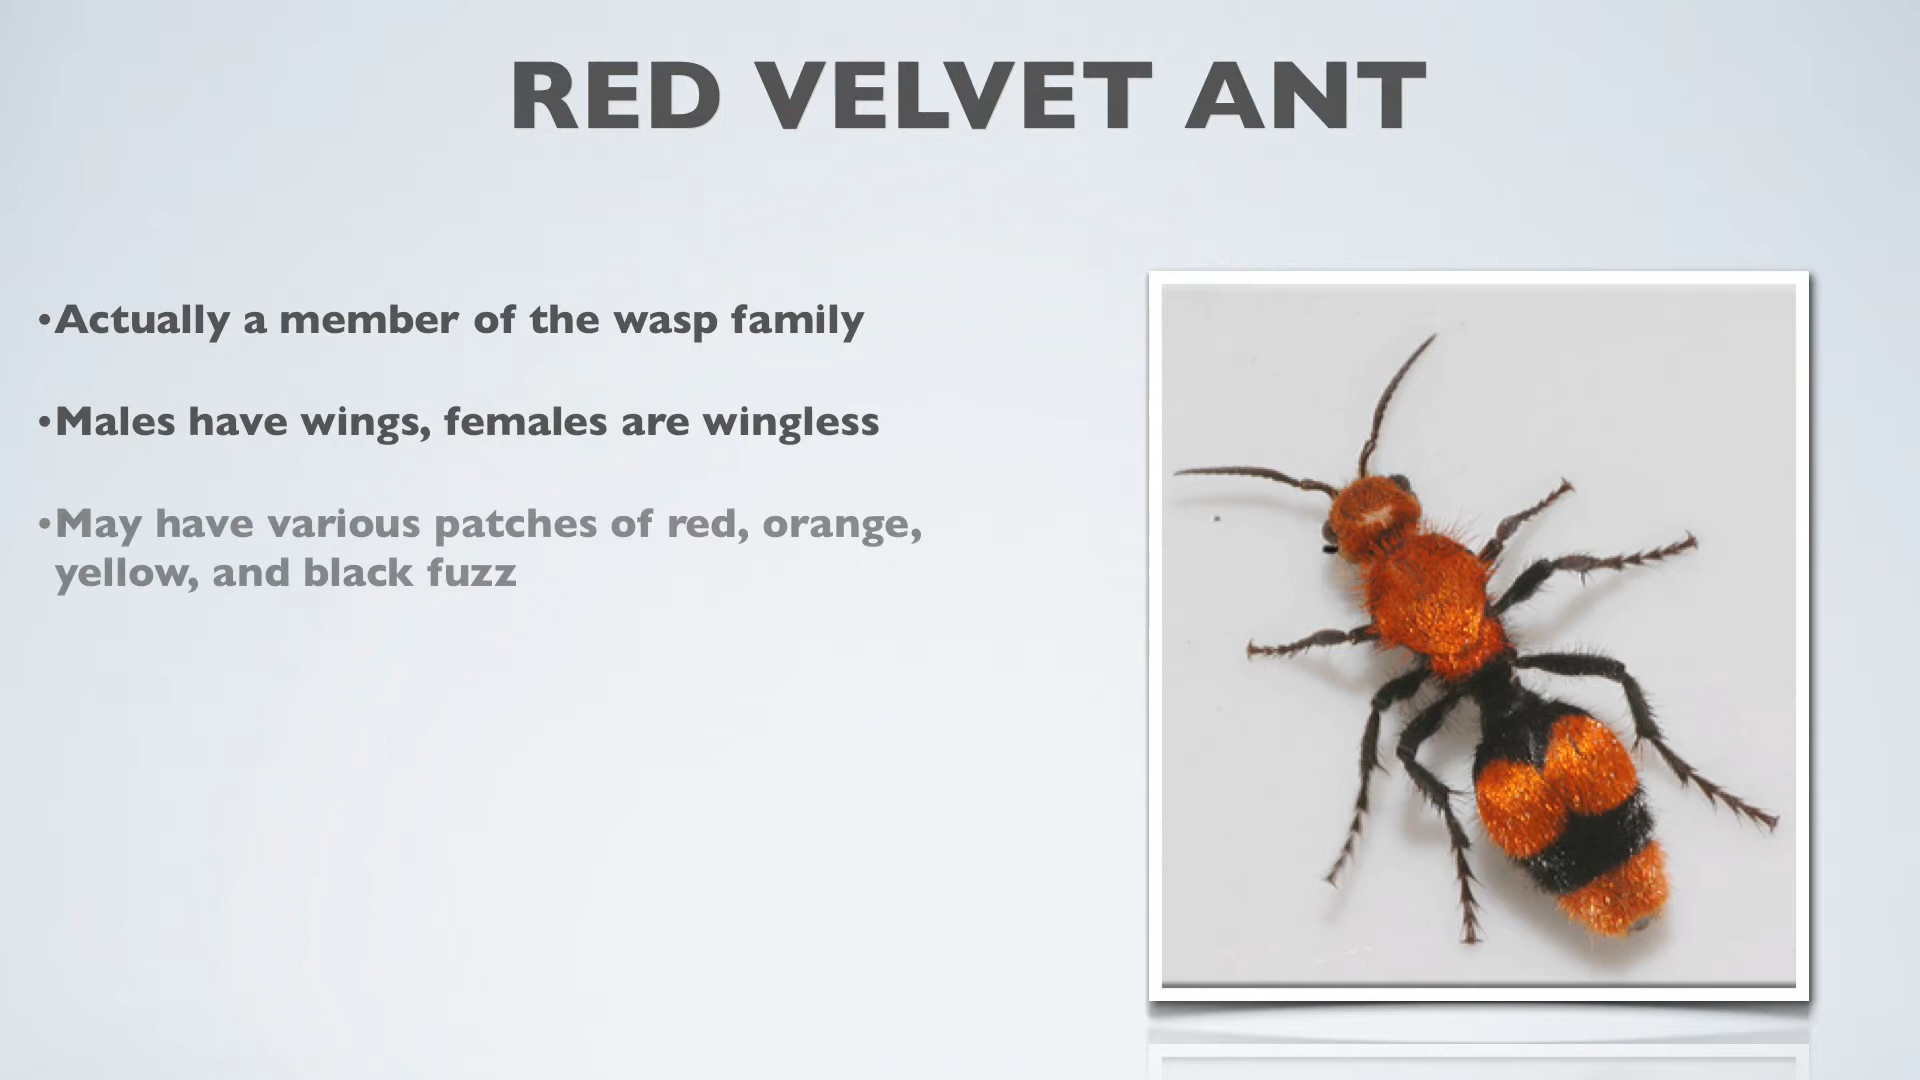 RED VELVET ANT
•Actually a member of the wasp family
•Males have wings, females are wingless
•May have various patches of red, orange,
yellow, and black fuzz